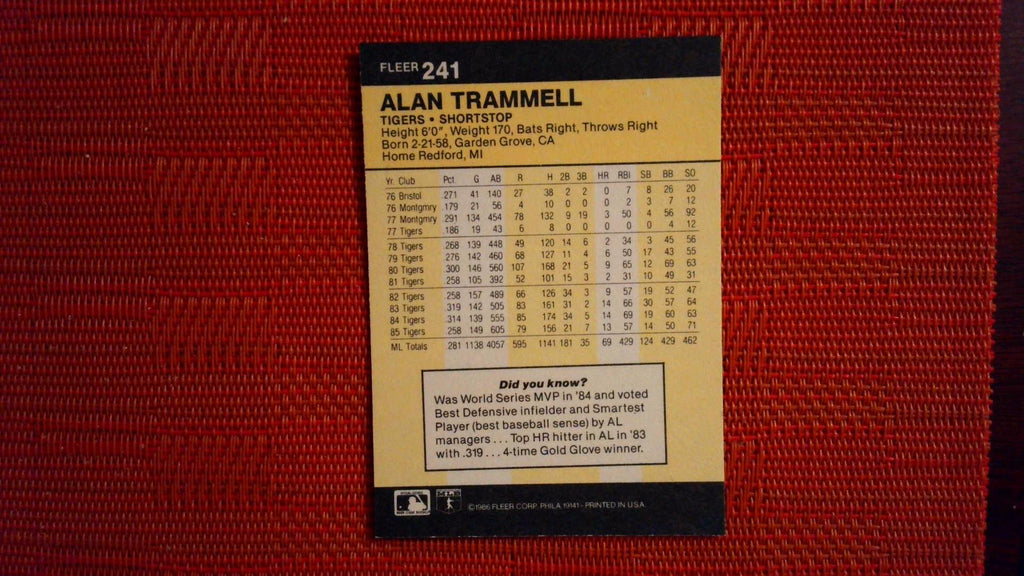 FLEER 241
ALAN TRAMMELL
TIGERS • SHORTSTOP
Height 6'0", Weight 170, Bats Right, Throws Right
Born 2-21-58, Garden Grove, CA
Home Redford, MI
Yr. Club Pct. G AB R H 2B 3B HR RBI SB BB SO
76 Bristol .271 41 140 27 38 2 2 0 7 8 26 20
76 Montgmry .179 21 56 4 10 0 0 0 2 3 7 12
77 Montgmry .291 134 454 78 132 9 19 3 50 4 56 92
77 Tigers .186 19 43 6 8 0 0 0 0 0 4 12
78 Tigers .268 139 448 49 120 14 6 2 34 3 45 56
79 Tigers .276 142 460 68 127 11 4 6 50 17 43 55
80 Tigers .300 146 560 107 168 21 5 9 65 12 69 63
81 Tigers .258 105 392 52 101 15 3 2 31 10 49 31
82 Tigers .258 157 489 66 126 34 3 9 57 19 52 47
83 Tigers .319 142 505 83 161 31 2 14 66 30 57 64
84 Tigers .314 139 555 85 174 34 5 14 69 19 60 63
85 Tigers .258 149 605 79 156 21 7 13 57 14 50 71
ML Totals .281 1138 4057 595 1141 181 35 69 429 124 429 462
Did you know?
Was World Series MVP in '84 and voted
Best Defensive infielder and Smartest
Player (best baseball sense) by AL
managers . . . Top HR hitter in AL in '83
with .319 . . . 4-time Gold Glove winner.
©1986 FLEER CORP. PHILA. 19141 - PRINTED IN U.S.A.